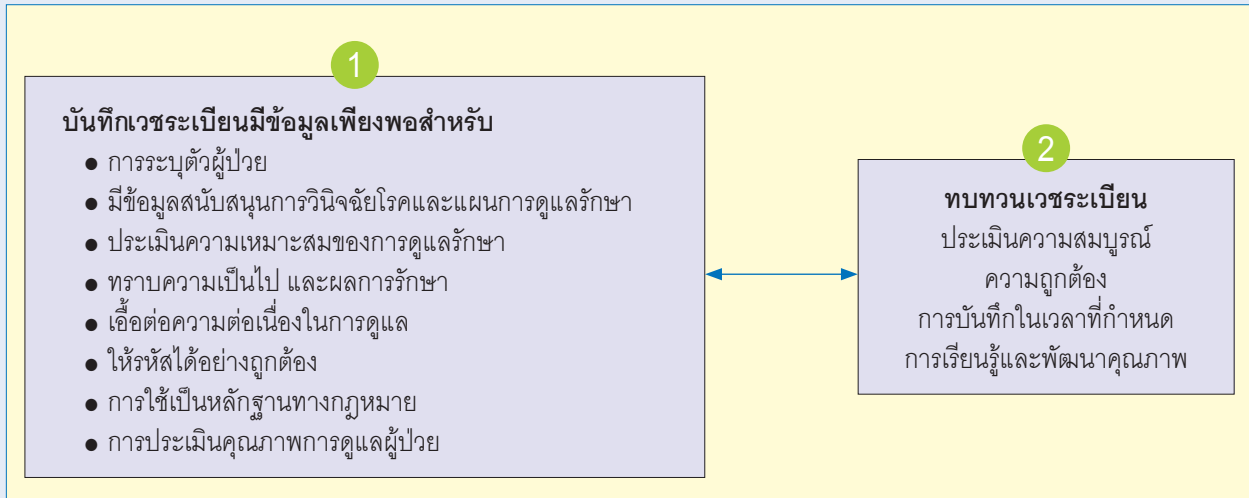 1
บันทึกเวชระเบียนมีข้อมูลเพียงพอสำหรับ
● การระบุตัวผู้ป่วย
● มีข้อมูลสนับสนุนการวินิจฉัยโรคและแผนการดูแลรักษา
● ประเมินความเหมาะสมของการดูแลรักษา
● ทราบความเป็นไป และผลการรักษา
● เอื้อต่อความต่อเนื่องในการดูแล
● ให้รหัสได้อย่างถูกต้อง
● การใช้เป็นหลักฐานทางกฎหมาย
● การประเมินคุณภาพการดูแลผู้ป่วย
2
ทบทวนเวชระเบียน
ประเมินความสมบูรณ์
ความถูกต้อง
การบันทึกในเวลาที่กำหนด
การเรียนรู้และพัฒนาคุณภาพ